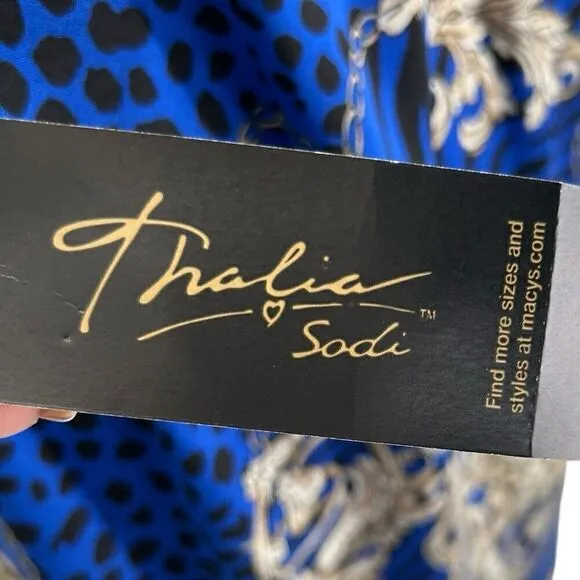 Thalia
Sodi
™
Find more sizes and
styles at macys.com